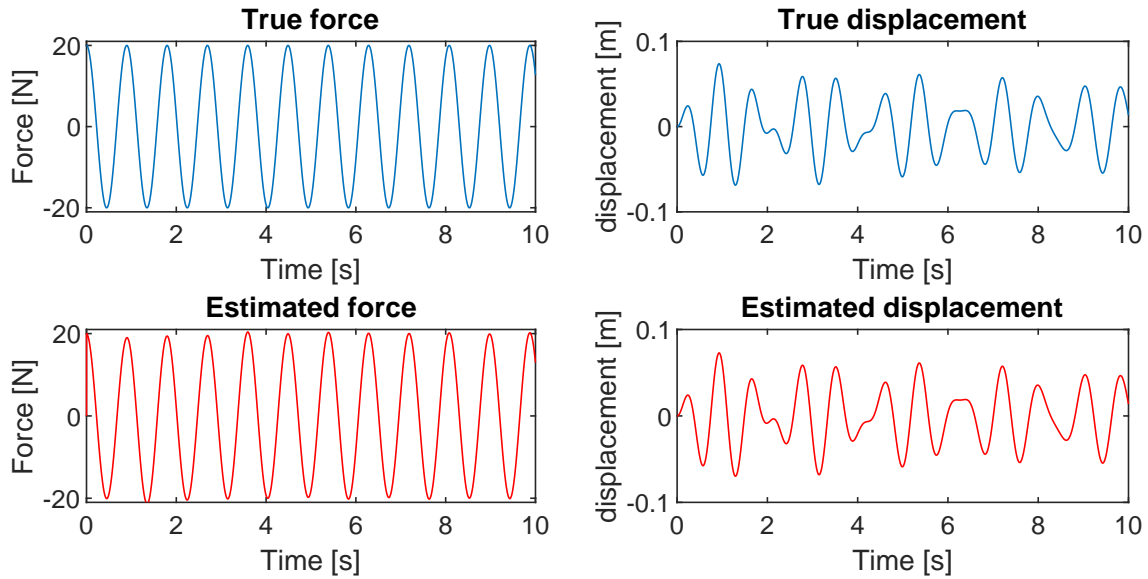 True force
Force [N]
20
0
-20
0 2 4 6 8 10
Time [s]
True displacement
displacement [m]
0.1
0
-0.1
0 2 4 6 8 10
Time [s]
Estimated force
Force [N]
20
0
-20
0 2 4 6 8 10
Time [s]
Estimated displacement
displacement [m]
0.1
0
-0.1
0 2 4 6 8 10
Time [s]